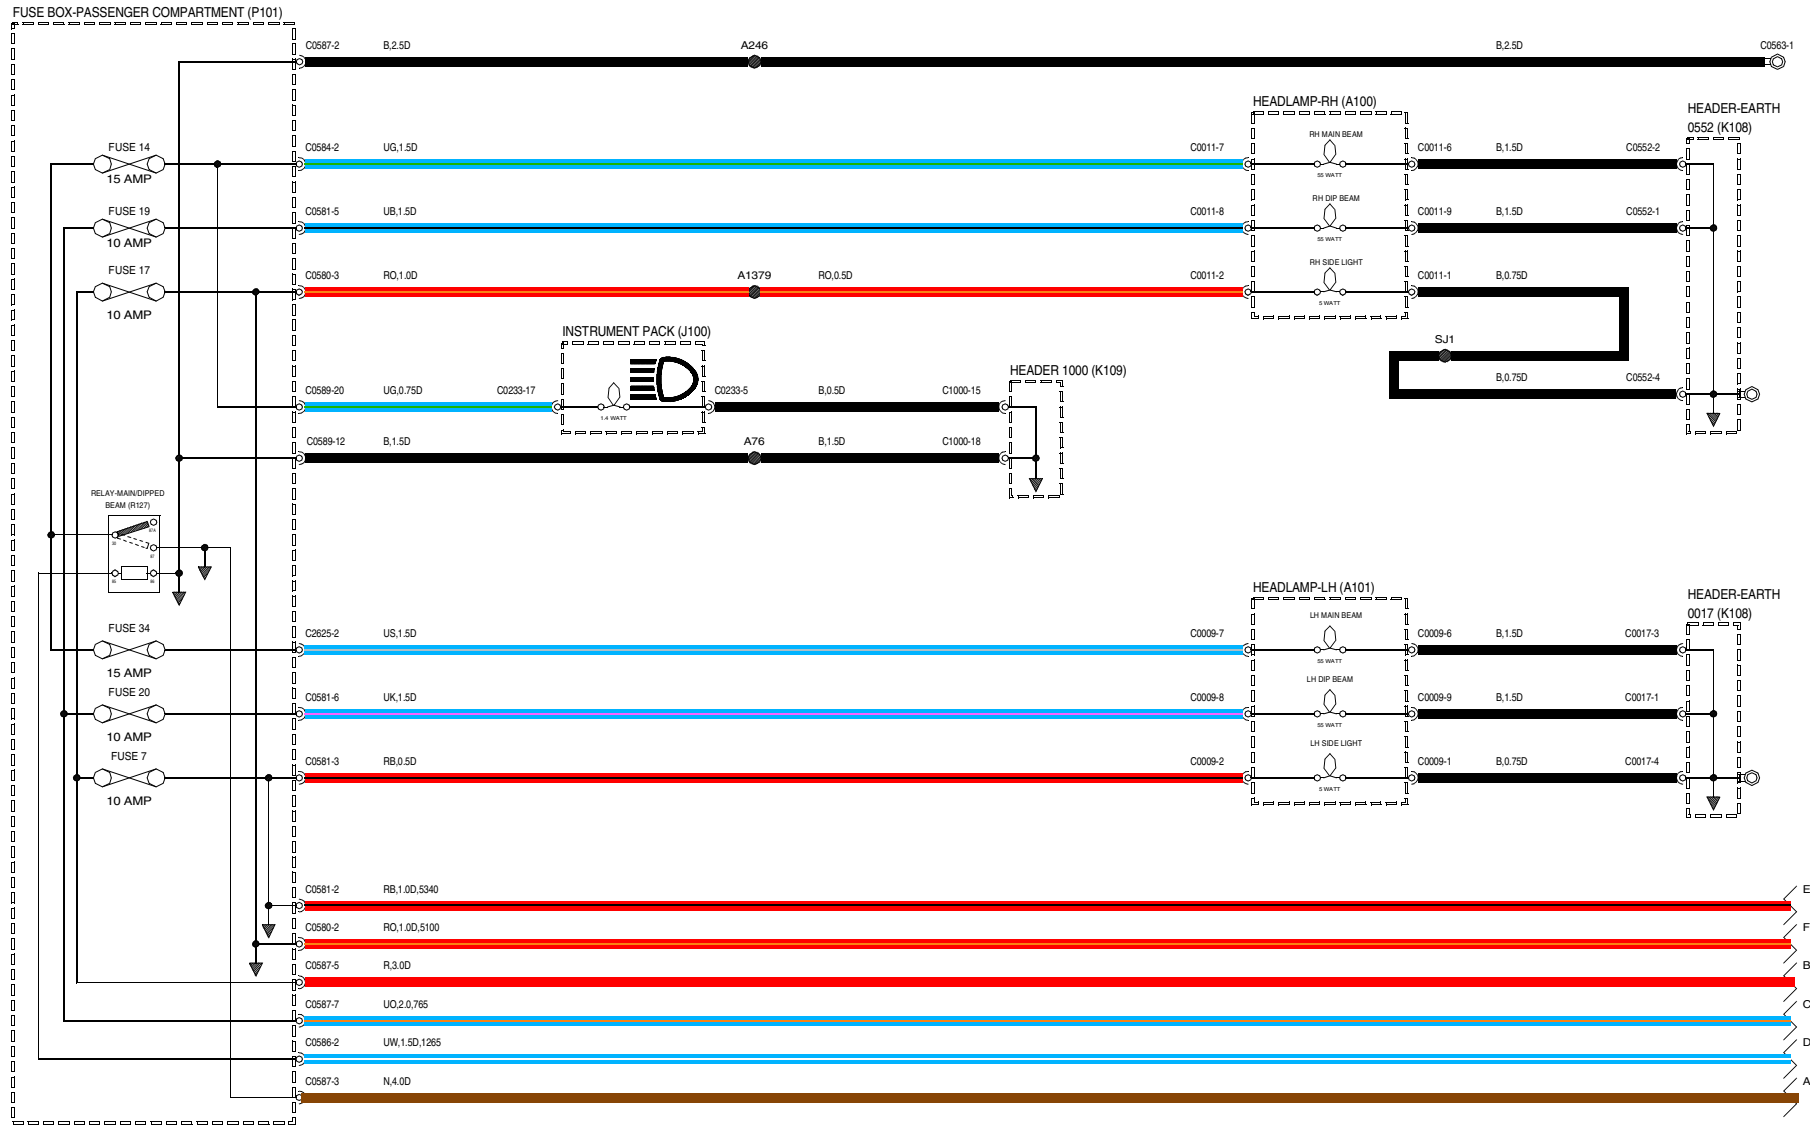 FUSE BOX-PASSENGER COMPARTMENT (P101)
C0587-2 B,2.5D A246 B,2.5D C0563-1
HEADLAMP-RH (A100)
HEADER-EARTH
0552 (K108)
FUSE 14
15 AMP
C0584-2 UG,1.5D C0011-7
RH MAIN BEAM
55 WATT
C0011-6 B,1.5D C0552-2
FUSE 19
10 AMP
C0581-5 UB,1.5D C0011-8
RH DIP BEAM
55 WATT
C0011-9 B,1.5D C0552-1
FUSE 17
10 AMP
C0580-3 RO,1.0D A1379 RO,0.5D C0011-2
RH SIDE LIGHT
5 WATT
C0011-1 B,0.75D
SJ1
B,0.75D C0552-4
INSTRUMENT PACK (J100)
HEADER 1000 (K109)
C0589-20 UG,0.75D C0233-17
1.4 WATT
C0233-5 B,0.5D C1000-15
C0589-12 B,1.5D A76 B,1.5D C1000-18
RELAY-MAIN/DIPPED
BEAM (R127)
87A
30
87
85 86
HEADLAMP-LH (A101)
HEADER-EARTH
0017 (K108)
FUSE 34
15 AMP
C2625-2 US,1.5D C0009-7
LH MAIN BEAM
55 WATT
C0009-6 B,1.5D C0017-3
FUSE 20
10 AMP
C0581-6 UK,1.5D C0009-8
LH DIP BEAM
55 WATT
C0009-9 B,1.5D C0017-1
FUSE 7
10 AMP
C0581-3 RB,0.5D C0009-2
LH SIDE LIGHT
5 WATT
C0009-1 B,0.75D C0017-4
C0581-2 RB,1.0D,5340 E
C0580-2 RO,1.0D,5100 F
C0587-5 R,3.0D B
C0587-7 UO,2.0,765 C
C0586-2 UW,1.5D,1265 D
C0587-3 N,4.0D A